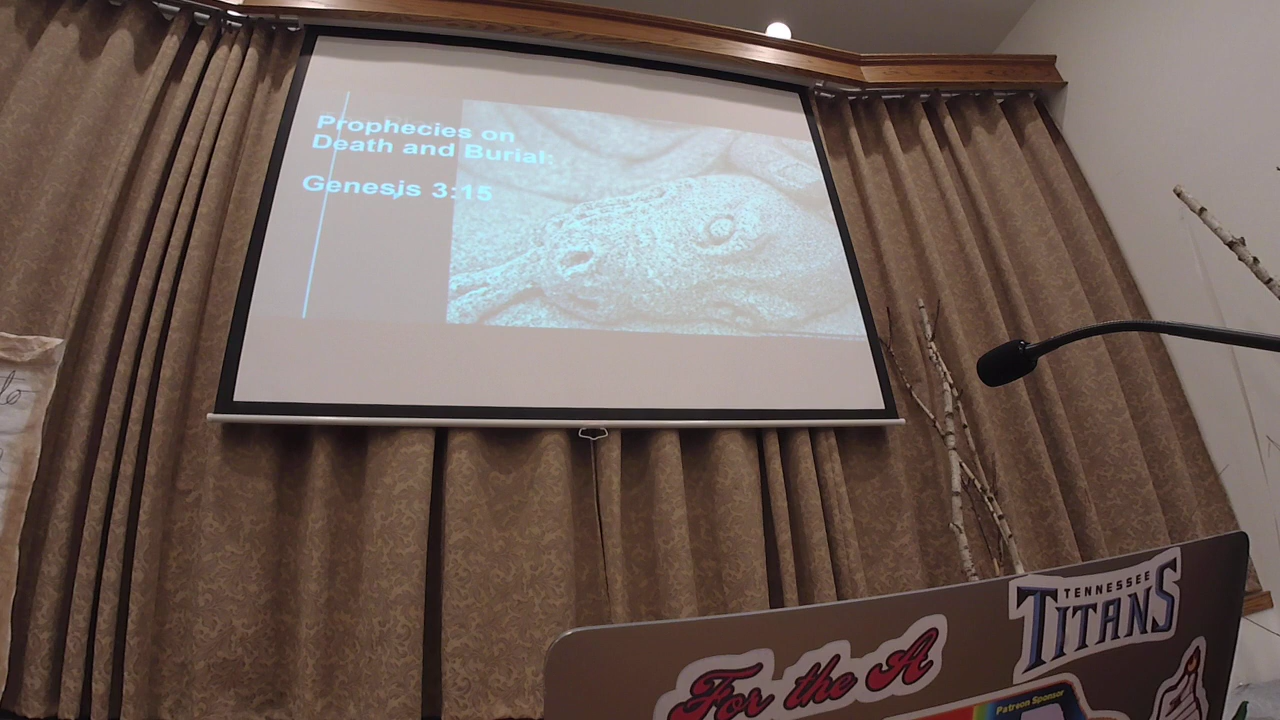 Prophecies on
Death and Burial:
Genesis 3:15
TENNESSEE
TITANS
For the A
Patreon Sponsor